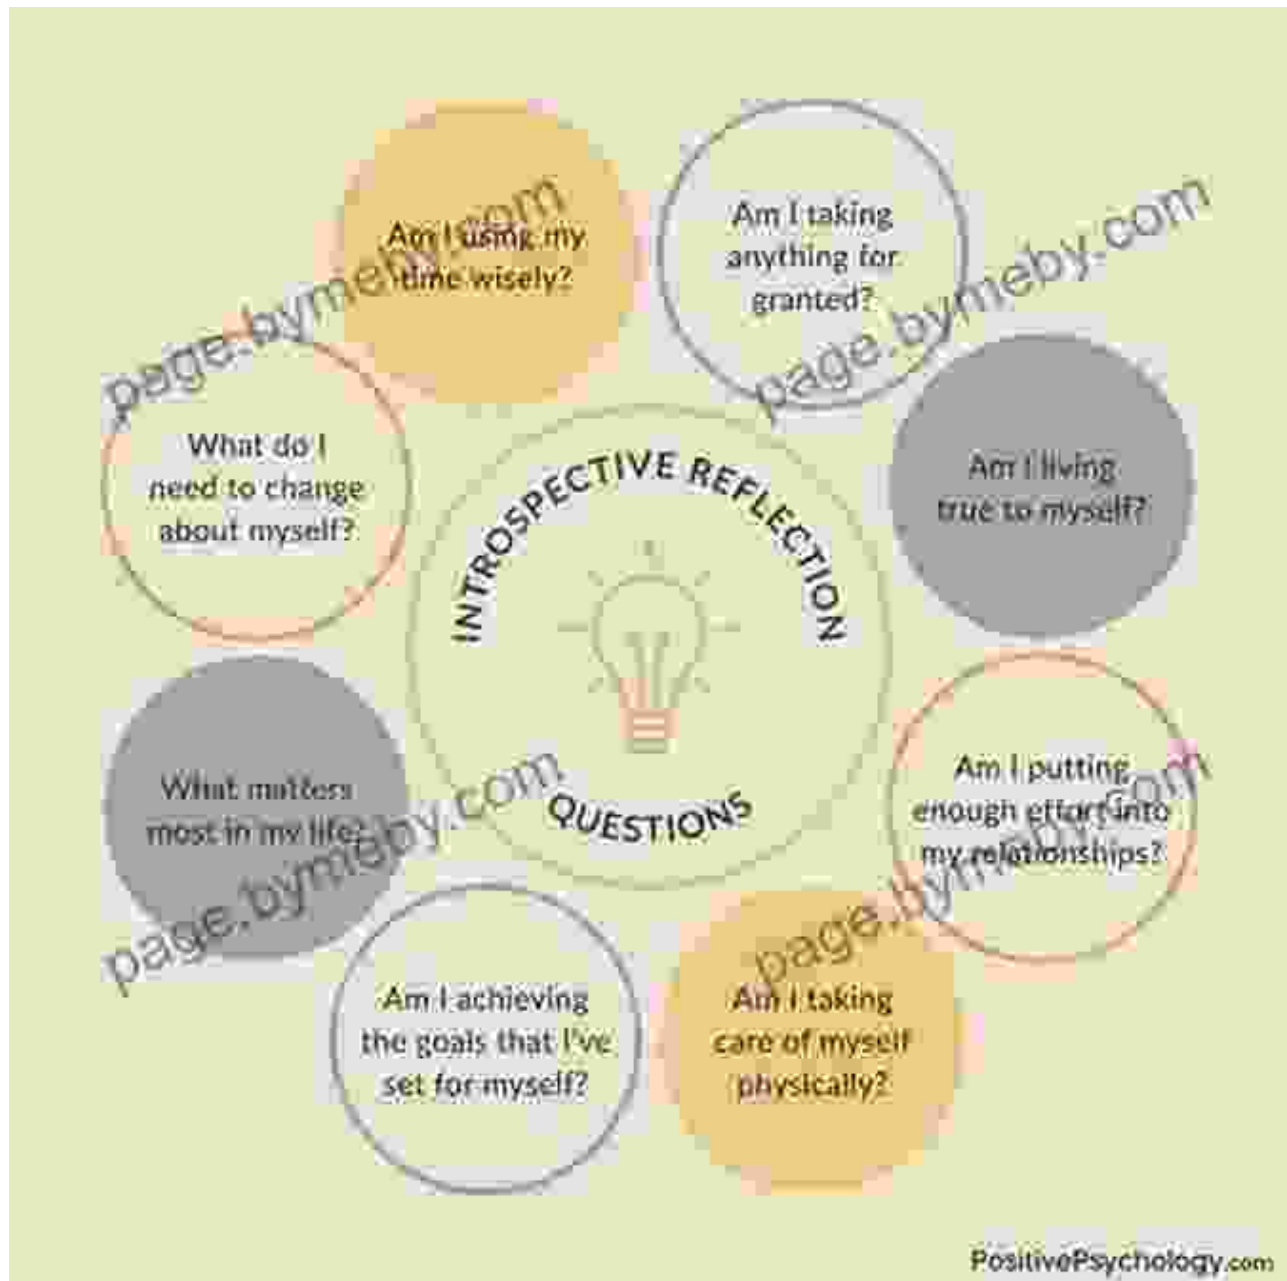 Am I using my
time wisely?
Am I taking
anything for
granted?
Am I living
true to myself?
Am I putting
enough effort into
my relationships?
Am I taking
care of myself
physically?
Am I achieving
the goals that I've
set for myself?
What matters
most in my life?
What do I
need to change
about myself?
INTROSPECTIVE REFLECTION
QUESTIONS
page.bymeby.com
page.bymeby.com
page.bymeby.com
page.bymeby.com
PositivePsychology.com